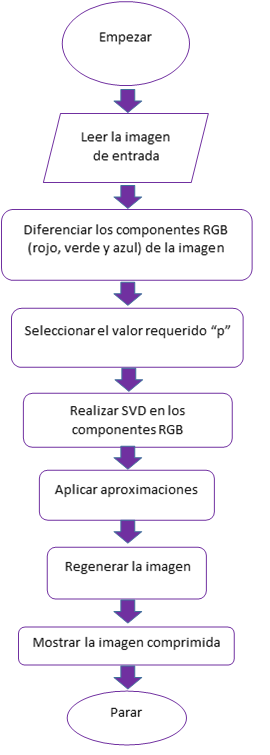 Empezar
Leer la imagen
de entrada
Diferenciar los componentes RGB
(rojo, verde y azul) de la imagen
Seleccionar el valor requerido “p”
Realizar SVD en los
componentes RGB
Aplicar aproximaciones
Regenerar la imagen
Mostrar la imagen comprimida
Parar